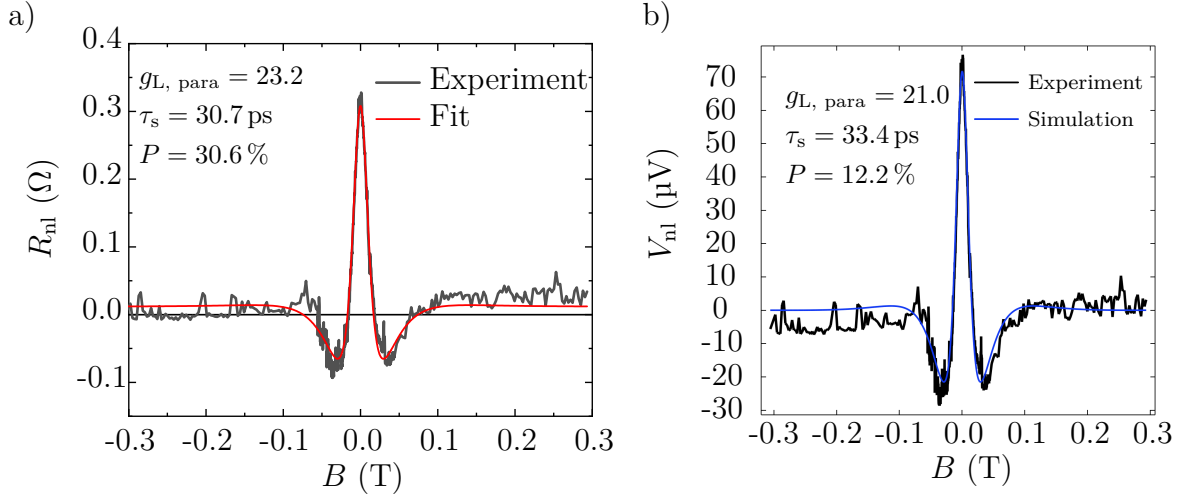 a)
0.4
0.3
0.2
0.1
0.0
-0.1
R_nl (Ω)
g_L, para = 23.2
τ_s = 30.7 ps
P = 30.6 %
Experiment
Fit
-0.3 -0.2 -0.1 0.0 0.1 0.2 0.3
B (T)
b)
70
60
50
40
30
20
10
0
-10
-20
-30
V_nl (µV)
g_L, para = 21.0
τ_s = 33.4 ps
P = 12.2 %
Experiment
Simulation
-0.3 -0.2 -0.1 0.0 0.1 0.2 0.3
B (T)